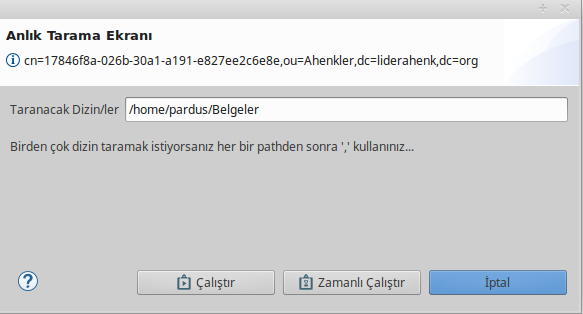 Anlık Tarama Ekranı
cn=17846f8a-026b-30a1-a191-e827ee2c6e8e,ou=Ahenkler,dc=liderahenk,dc=org
Taranacak Dizin/ler /home/pardus/Belgeler
Birden çok dizin taramak istiyorsanız her bir pathden sonra ',' kullanınız...
Çalıştır Zamanlı Çalıştır İptal